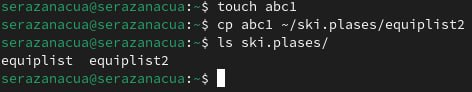 serazanacua@serazanacua:~$ touch abc1
serazanacua@serazanacua:~$ cp abc1 ~/ski.plases/equiplist2
serazanacua@serazanacua:~$ ls ski.plases/
equiplist  equiplist2
serazanacua@serazanacua:~$